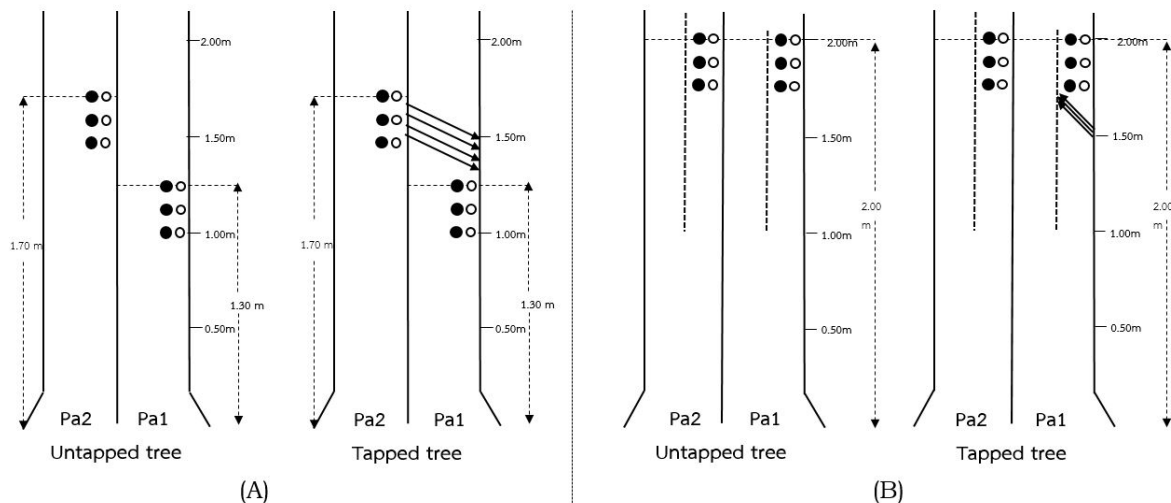 2.00m
1.50m
1.00m
0.50m
1.70 m
1.30 m
Pa2
Pa1
Untapped tree
2.00m
1.50m
1.00m
0.50m
1.70 m
1.30 m
Pa2
Pa1
Tapped tree
(A)
2.00m
1.50m
1.00m
0.50m
2.00
m
Pa2
Pa1
Untapped tree
2.00m
1.50m
1.00m
0.50m
2.00
m
Pa2
Pa1
Tapped tree
(B)